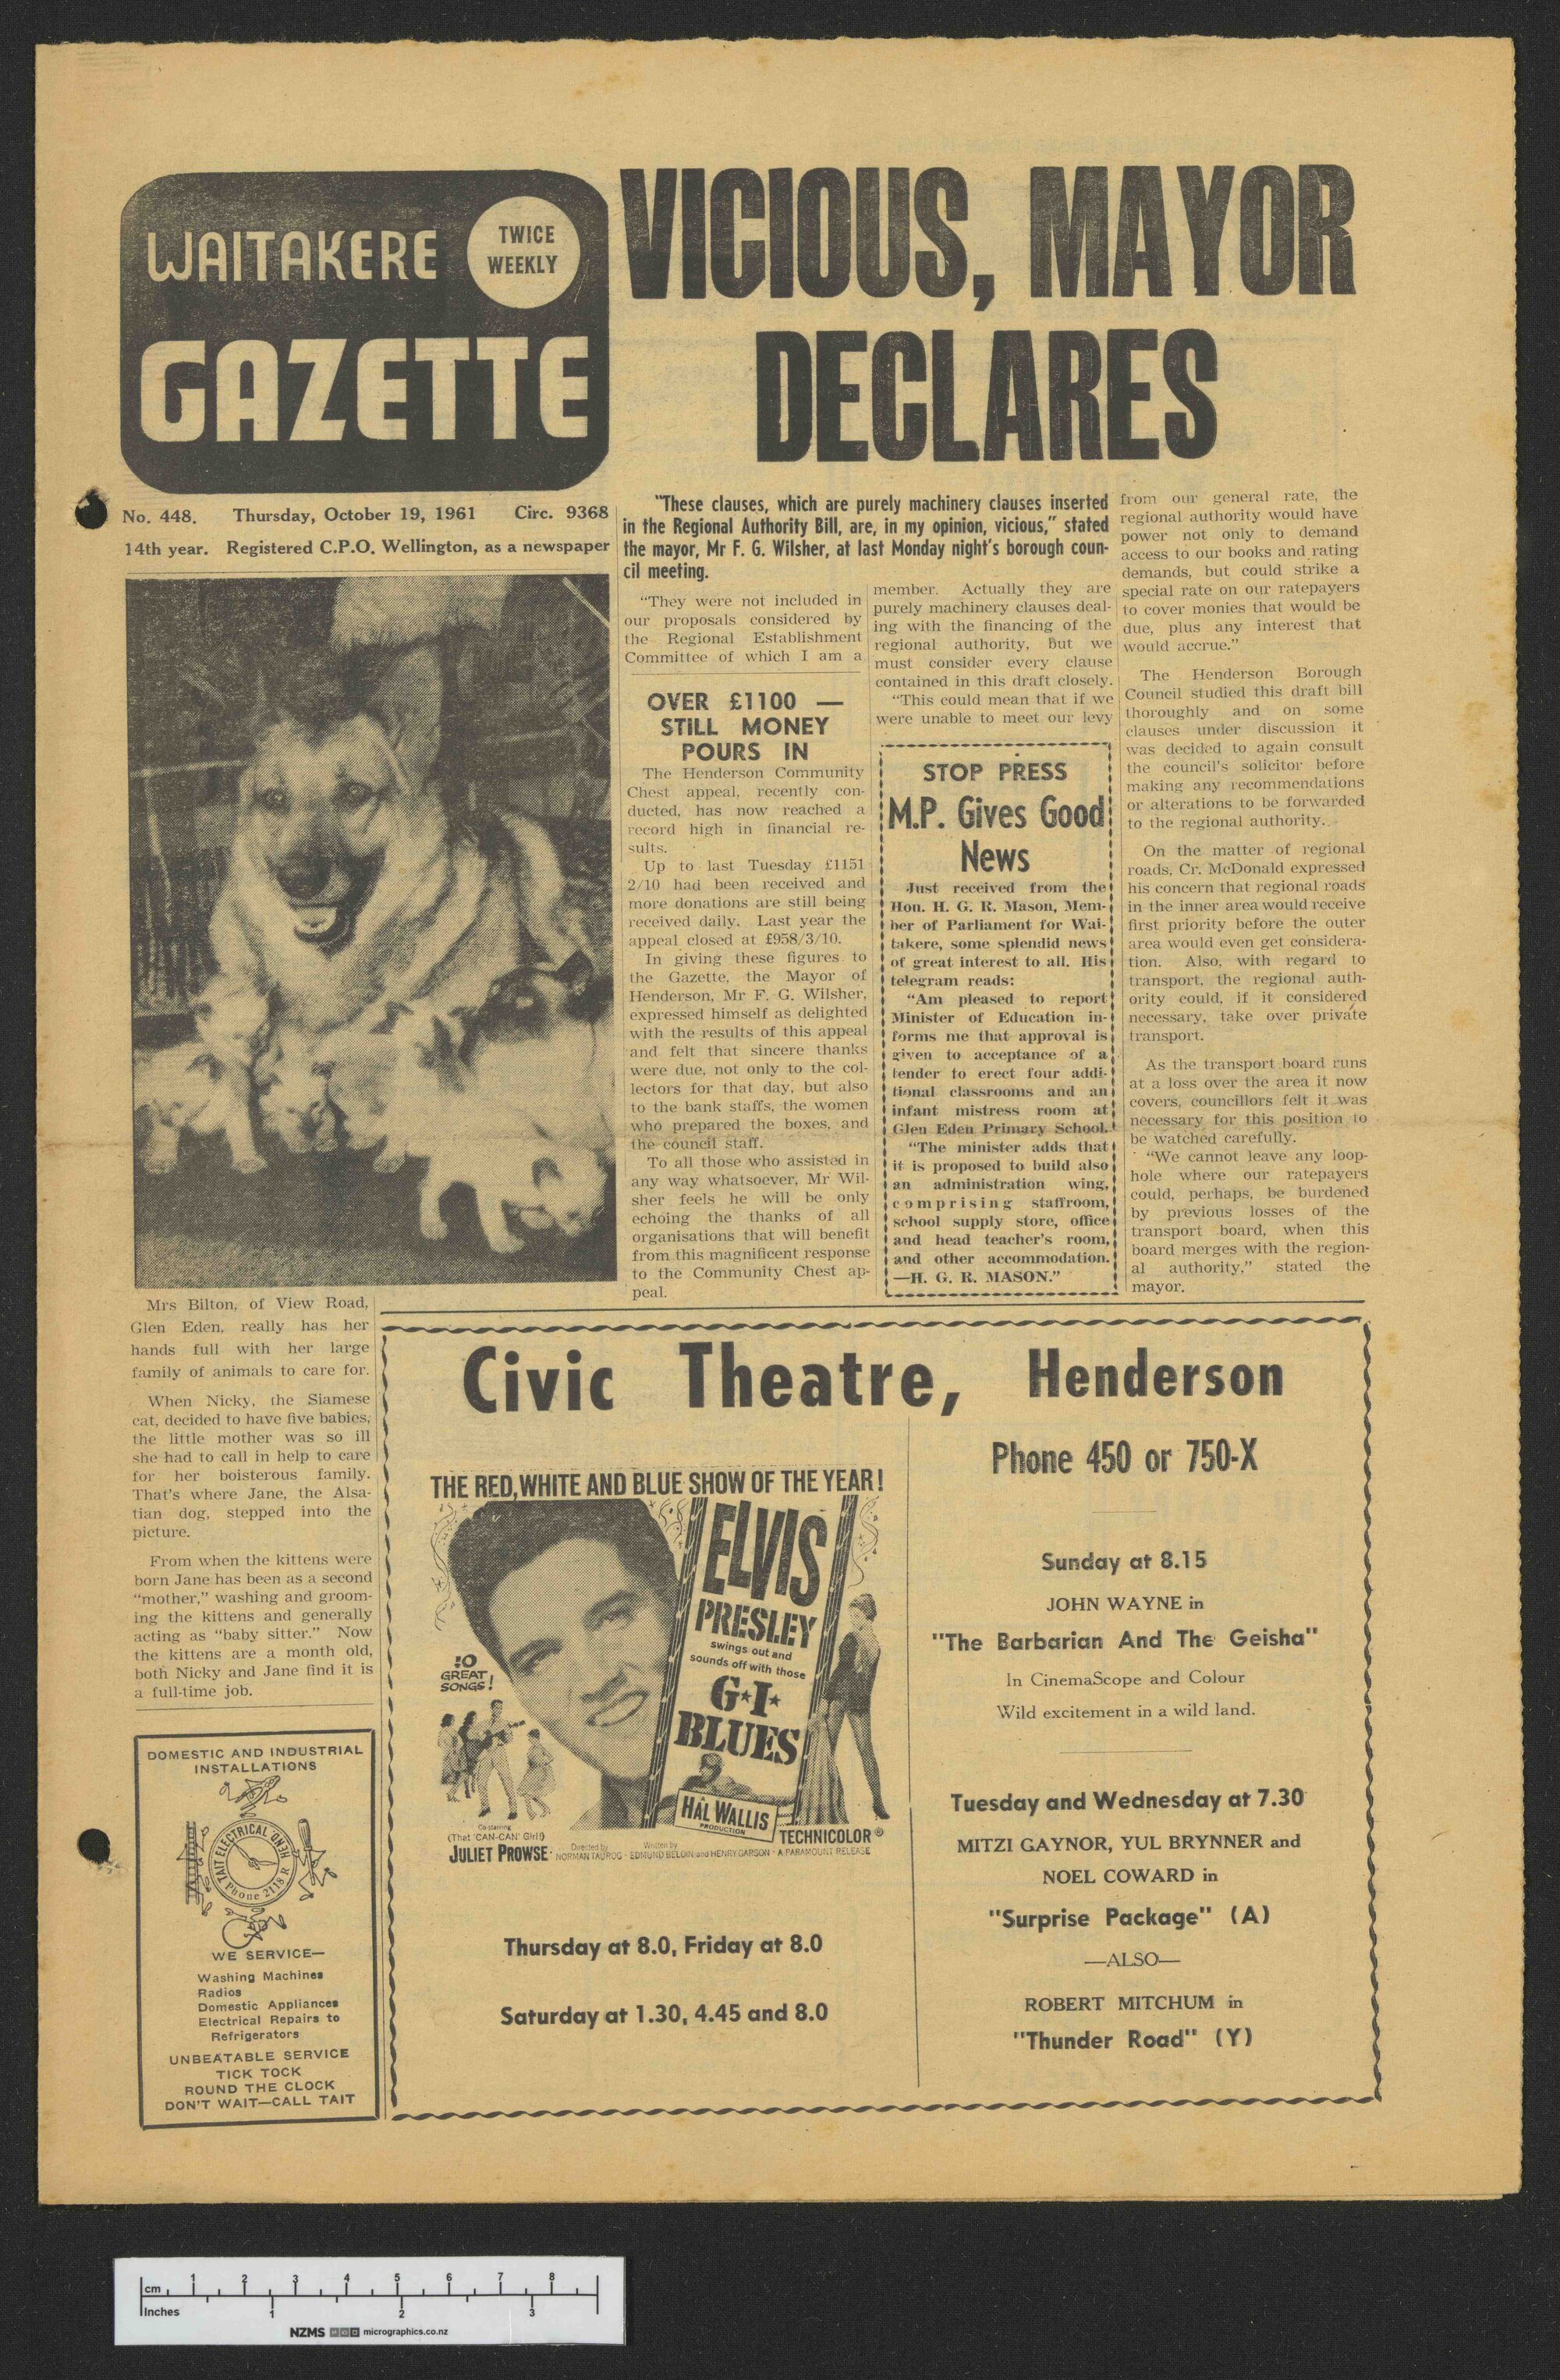 WAITAKERE
TWICE
WEEKLY
GAZETTE
No. 448. Thursday, October 19, 1961 Circ. 9368
14th year. Registered C.P.O. Wellington, as a newspaper
VICIOUS, MAYOR
DECLARES
"These clauses, which are purely machinery clauses inserted
in the Regional Authority Bill, are, in my opinion, vicious," stated
the mayor, Mr F. G. Wilsher, at last Monday night's borough coun-
cil meeting.
"They were not included in
our proposals considered by
the Regional Establishment
Committee of which I am a
member. Actually they are
purely machinery clauses deal-
ing with the financing of the
regional authority, but we
must consider every clause
contained in this draft closely.
"This could mean that if we
were unable to meet our levy
from our general rate, the
regional authority would have
power not only to demand
access to our books and rating
demands, but could strike a
special rate on our ratepayers
to cover monies that would be
due, plus any interest that
would accrue."
The Henderson Borough
Council studied this draft bill
thoroughly and on some
clauses under discussion it
was decided to again consult
the council's solicitor before
making any recommendations
or alterations to be forwarded
to the regional authority.
On the matter of regional
roads, Cr. McDonald expressed
his concern that regional roads
in the inner area would receive
first priority before the outer
area would even get considera-
tion. Also, with regard to
transport, the regional auth-
ority could, if it considered
necessary, take over private
transport.
As the transport board runs
at a loss over the area it now
covers, councillors felt it was
necessary for this position to
be watched carefully.
"We cannot leave any loop-
hole where our ratepayers
could, perhaps, be burdened
by previous losses of the
transport board, when this
board merges with the region-
al authority," stated the
mayor.
OVER £1100 —
STILL MONEY
POURS IN
The Henderson Community
Chest appeal, recently con-
ducted, has now reached a
record high in financial re-
sults.
Up to last Tuesday £1151
2/10 had been received and
more donations are still being
received daily. Last year the
appeal closed at £958/3/10.
In giving these figures to
the Gazette, the Mayor of
Henderson, Mr F. G. Wilsher,
expressed himself as delighted
with the results of this appeal
and felt that sincere thanks
were due, not only to the col-
lectors for that day, but also
to the bank staffs, the women
who prepared the boxes, and
the council staff.
To all those who assisted in
any way whatsoever, Mr Wil-
sher feels he will be only
echoing the thanks of all
organisations that will benefit
from this magnificent response
to the Community Chest ap-
peal.
STOP PRESS
M.P. Gives Good
News
Just received from the
Hon. H. G. R. Mason, Mem-
ber of Parliament for Wai-
takere, some splendid news
of great interest to all. His
telegram reads:
"Am pleased to report
Minister of Education in-
forms me that approval is
given to acceptance of a
tender to erect four addi-
tional classrooms and an
infant mistress room at
Glen Eden Primary School.
"The minister adds that
it is proposed to build also
an administration wing,
comprising staffroom,
school supply store, office
and head teacher's room,
and other accommodation.
—H. G. R. MASON."
Mrs Bilton, of View Road,
Glen Eden, really has her
hands full with her large
family of animals to care for.
When Nicky, the Siamese
cat, decided to have five babies,
the little mother was so ill
she had to call in help to care
for her boisterous family.
That's where Jane, the Alsa-
tian dog, stepped into the
picture.
From when the kittens were
born Jane has been as a second
"mother," washing and groom-
ing the kittens and generally
acting as "baby sitter." Now
the kittens are a month old,
both Nicky and Jane find it is
a full-time job.
DOMESTIC AND INDUSTRIAL
INSTALLATIONS
TAIT ELECTRICAL HEN
Phone 2118 R
WE SERVICE—
Washing Machines
Radios
Domestic Appliances
Electrical Repairs to
Refrigerators
UNBEATABLE SERVICE
TICK TOCK
ROUND THE CLOCK
DON'T WAIT—CALL TAIT
Civic Theatre, Henderson
THE RED, WHITE AND BLUE SHOW OF THE YEAR!
ELVIS
PRESLEY
swings out and
sounds off with those
G·I·
BLUES
10
GREAT
SONGS!
HAL WALLIS
PRODUCTION
TECHNICOLOR®
Co-starring
(That 'CAN-CAN' Girl!)
JULIET PROWSE
Directed by
NORMAN TAUROG
Written by
EDMUND BELOIN and HENRY GARSON · A PARAMOUNT RELEASE
Thursday at 8.0, Friday at 8.0
Saturday at 1.30, 4.45 and 8.0
Phone 450 or 750-X
Sunday at 8.15
JOHN WAYNE in
"The Barbarian And The Geisha"
In CinemaScope and Colour
Wild excitement in a wild land.
Tuesday and Wednesday at 7.30
MITZI GAYNOR, YUL BRYNNER and
NOEL COWARD in
"Surprise Package" (A)
—ALSO—
ROBERT MITCHUM in
"Thunder Road" (Y)
cm 1 2 3 4 5 6 7 8
Inches 1 2 3
NZMS micrographics.co.nz